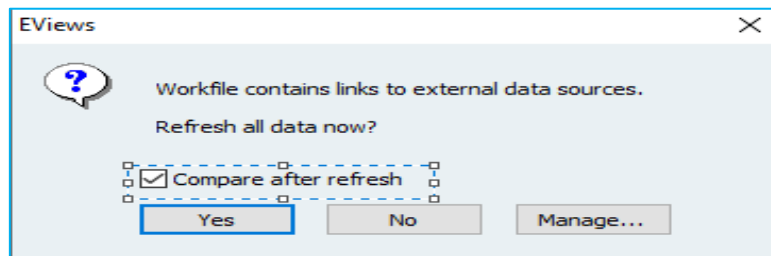 EViews
Workfile contains links to external data sources.
Refresh all data now?
Compare after refresh
Yes No Manage...